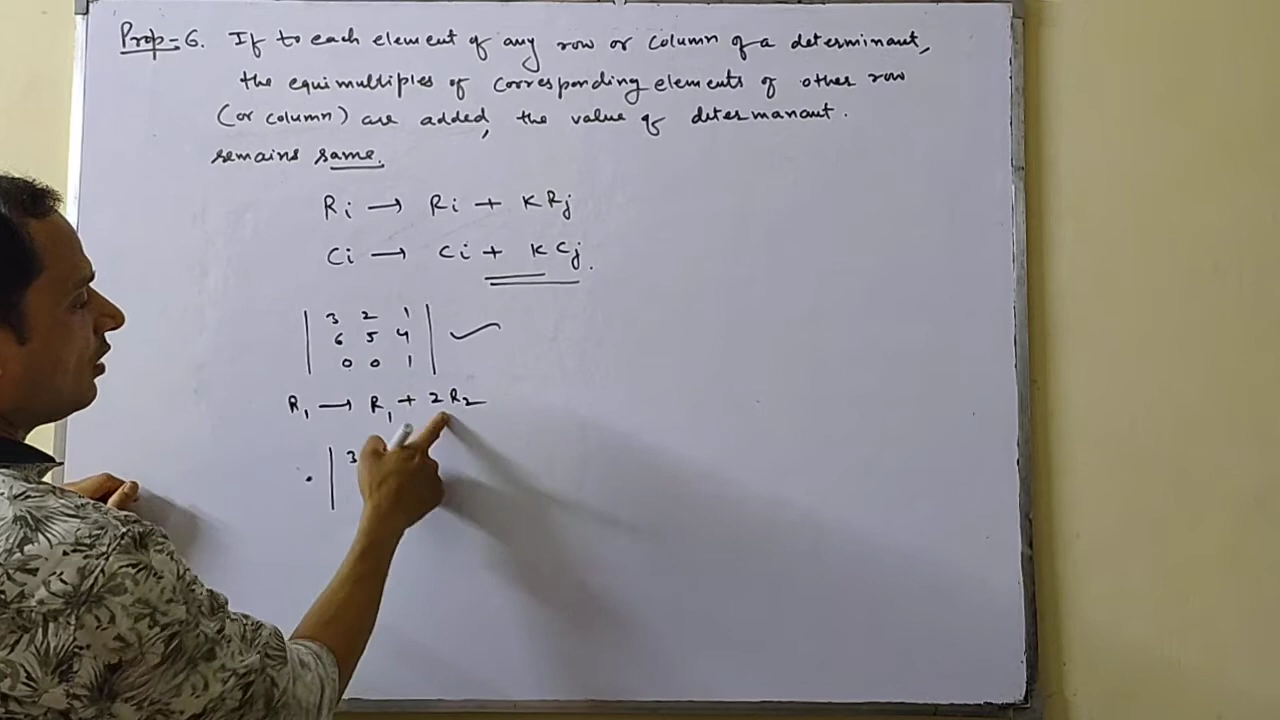 Prop-6. If to each element of any row or column of a determinant,
the equimultiples of corresponding elements of other row
(or column) are added, the value of determanant.
remains same.
Ri → Ri + KRj
Ci → Ci + KCj.
| 3 2 1 |
| 6 5 4 | ✓
| 0 0 1 |
R₁ → R₁ + 2R₂
| 3